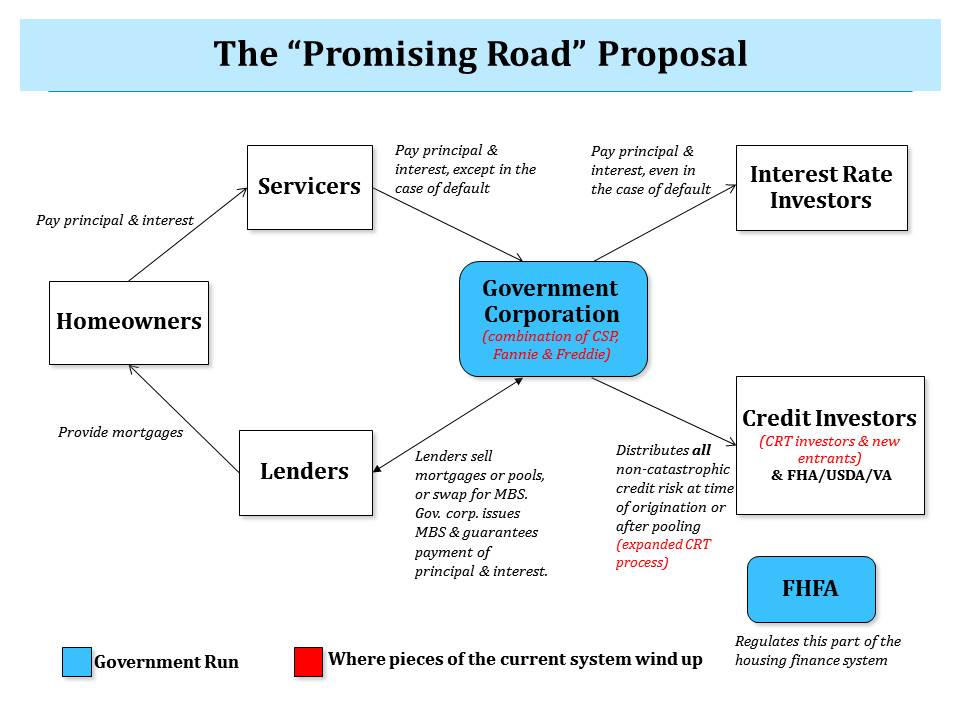 The “Promising Road” Proposal
Pay principal &
interest, except in the
case of default
Pay principal &
interest, even in
the case of default
Servicers
Interest Rate
Investors
Pay principal & interest
Homeowners
Government
Corporation
(combination of CSP,
Fannie & Freddie)
Provide mortgages
Lenders
Lenders sell
mortgages or pools,
or swap for MBS.
Gov. corp. issues
MBS & guarantees
payment of
principal & interest.
Distributes all
non-catastrophic
credit risk at time
of origination or
after pooling
(expanded CRT
process)
Credit Investors
(CRT investors & new
entrants)
& FHA/USDA/VA
FHFA
Regulates this part of the
housing finance system
Government Run
Where pieces of the current system wind up